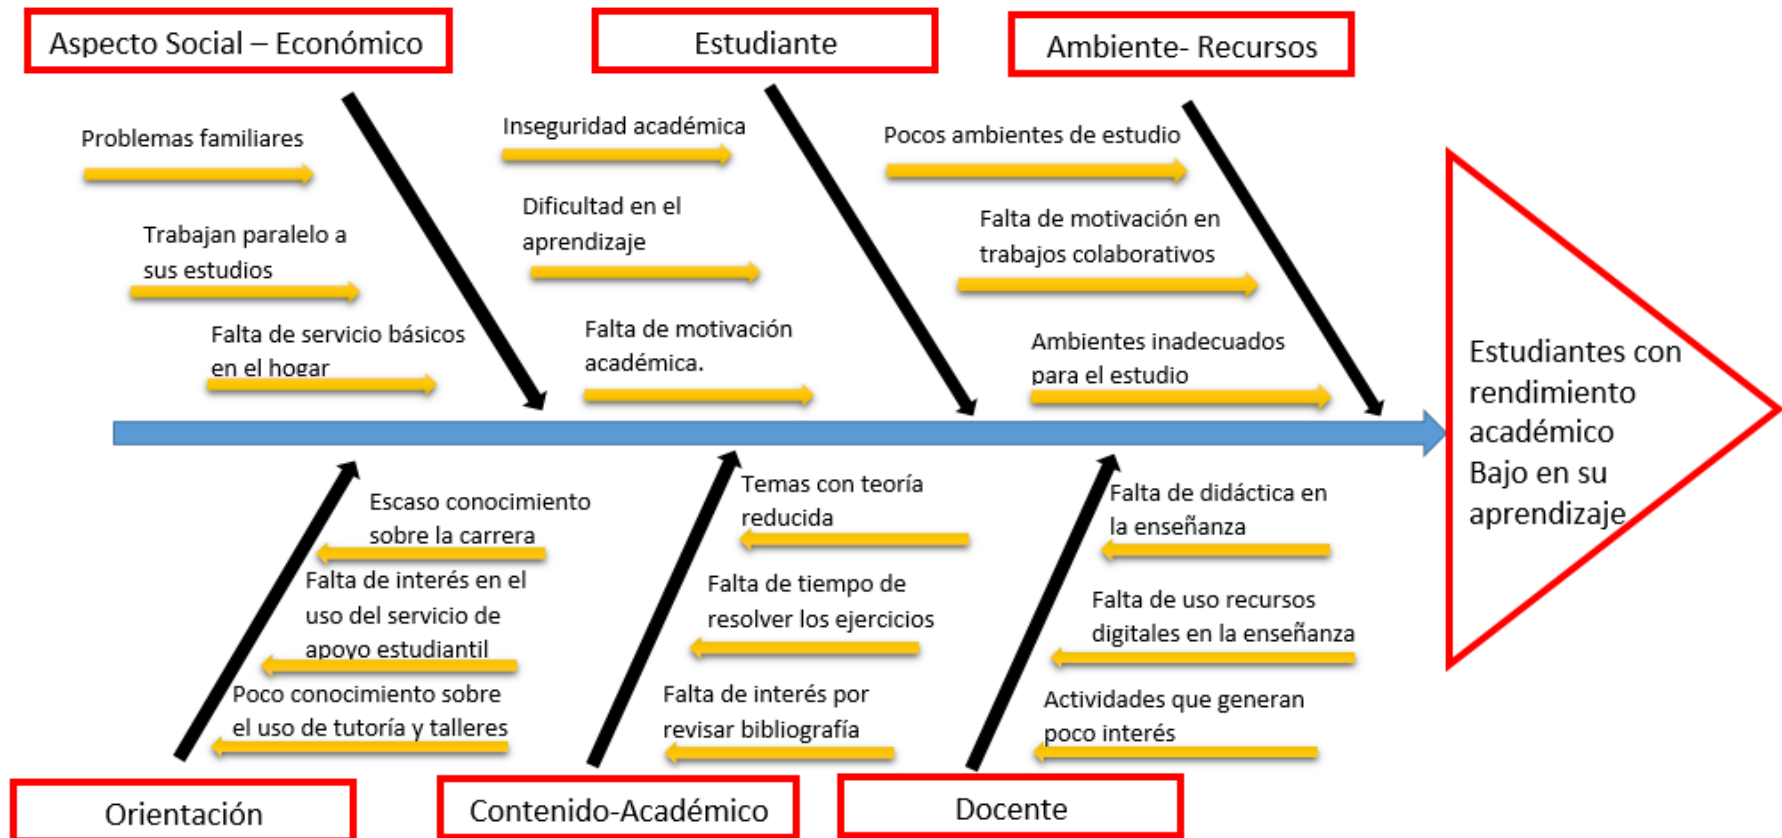 Aspecto Social – Económico
Estudiante
Ambiente- Recursos
Problemas familiares
Trabajan paralelo a
sus estudios
Falta de servicio básicos
en el hogar
Inseguridad académica
Dificultad en el
aprendizaje
Falta de motivación
académica.
Pocos ambientes de estudio
Falta de motivación en
trabajos colaborativos
Ambientes inadecuados
para el estudio
Estudiantes con
rendimiento
académico
Bajo en su
aprendizaje
Escaso conocimiento
sobre la carrera
Falta de interés en el
uso del servicio de
apoyo estudiantil
Poco conocimiento sobre
el uso de tutoría y talleres
Temas con teoría
reducida
Falta de tiempo de
resolver los ejercicios
Falta de interés por
revisar bibliografía
Falta de didáctica en
la enseñanza
Falta de uso recursos
digitales en la enseñanza
Actividades que generan
poco interés
Orientación
Contenido-Académico
Docente